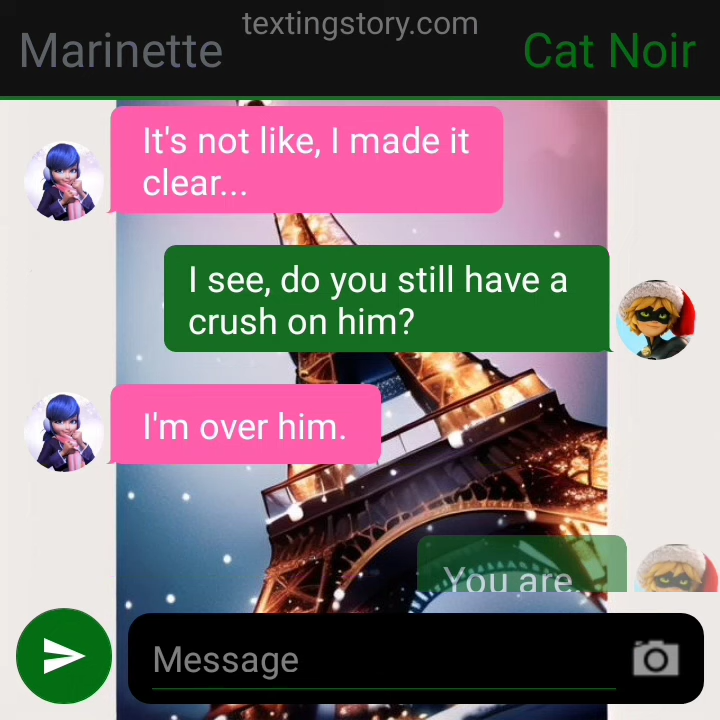 textingstory.com
Marinette
Cat Noir
It's not like, I made it
clear...
I see, do you still have a
crush on him?
I'm over him.
You are
Message